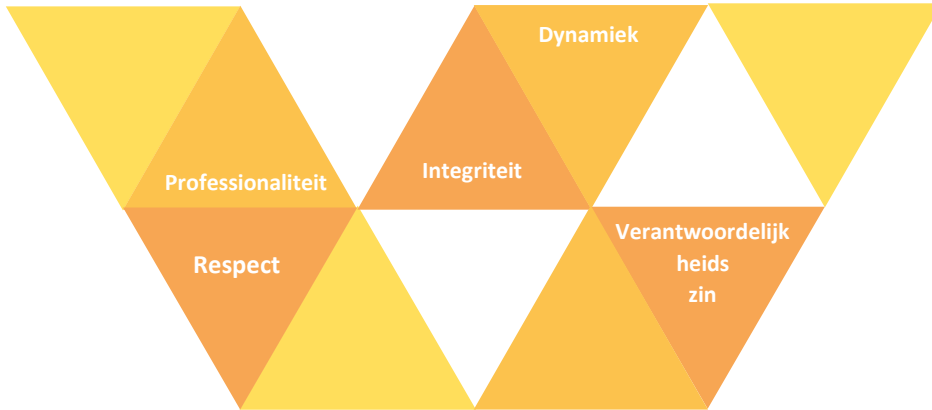 Dynamiek
Professionaliteit
Integriteit
Respect
Verantwoordelijk
heids
zin